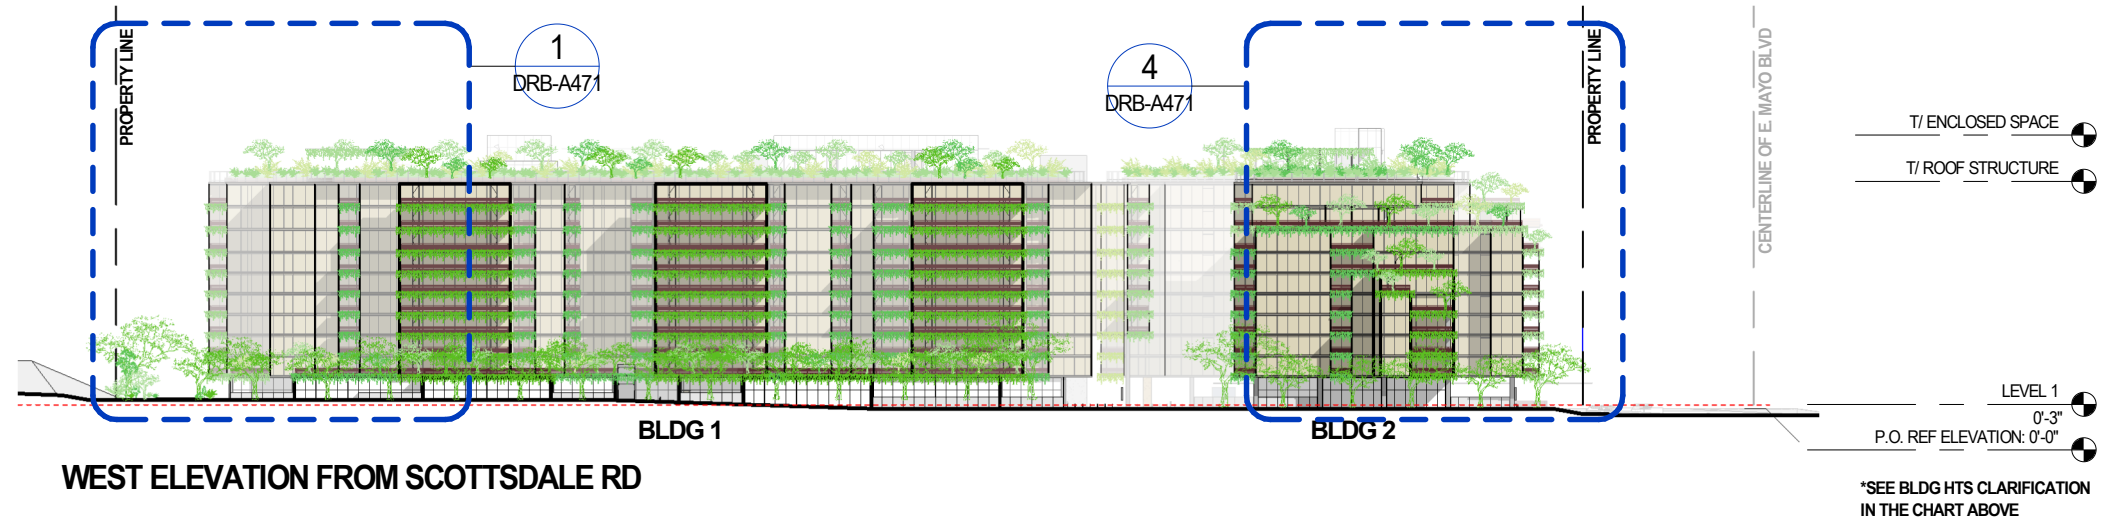 PROPERTY LINE
1
DRB-A471
4
DRB-A471
PROPERTY LINE
CENTERLINE OF E. MAYO BLVD
T/ ENCLOSED SPACE
T/ ROOF STRUCTURE
LEVEL 1
0'-3"
P.O. REF ELEVATION: 0'-0"
BLDG 1
BLDG 2
WEST ELEVATION FROM SCOTTSDALE RD
*SEE BLDG HTS CLARIFICATION
IN THE CHART ABOVE